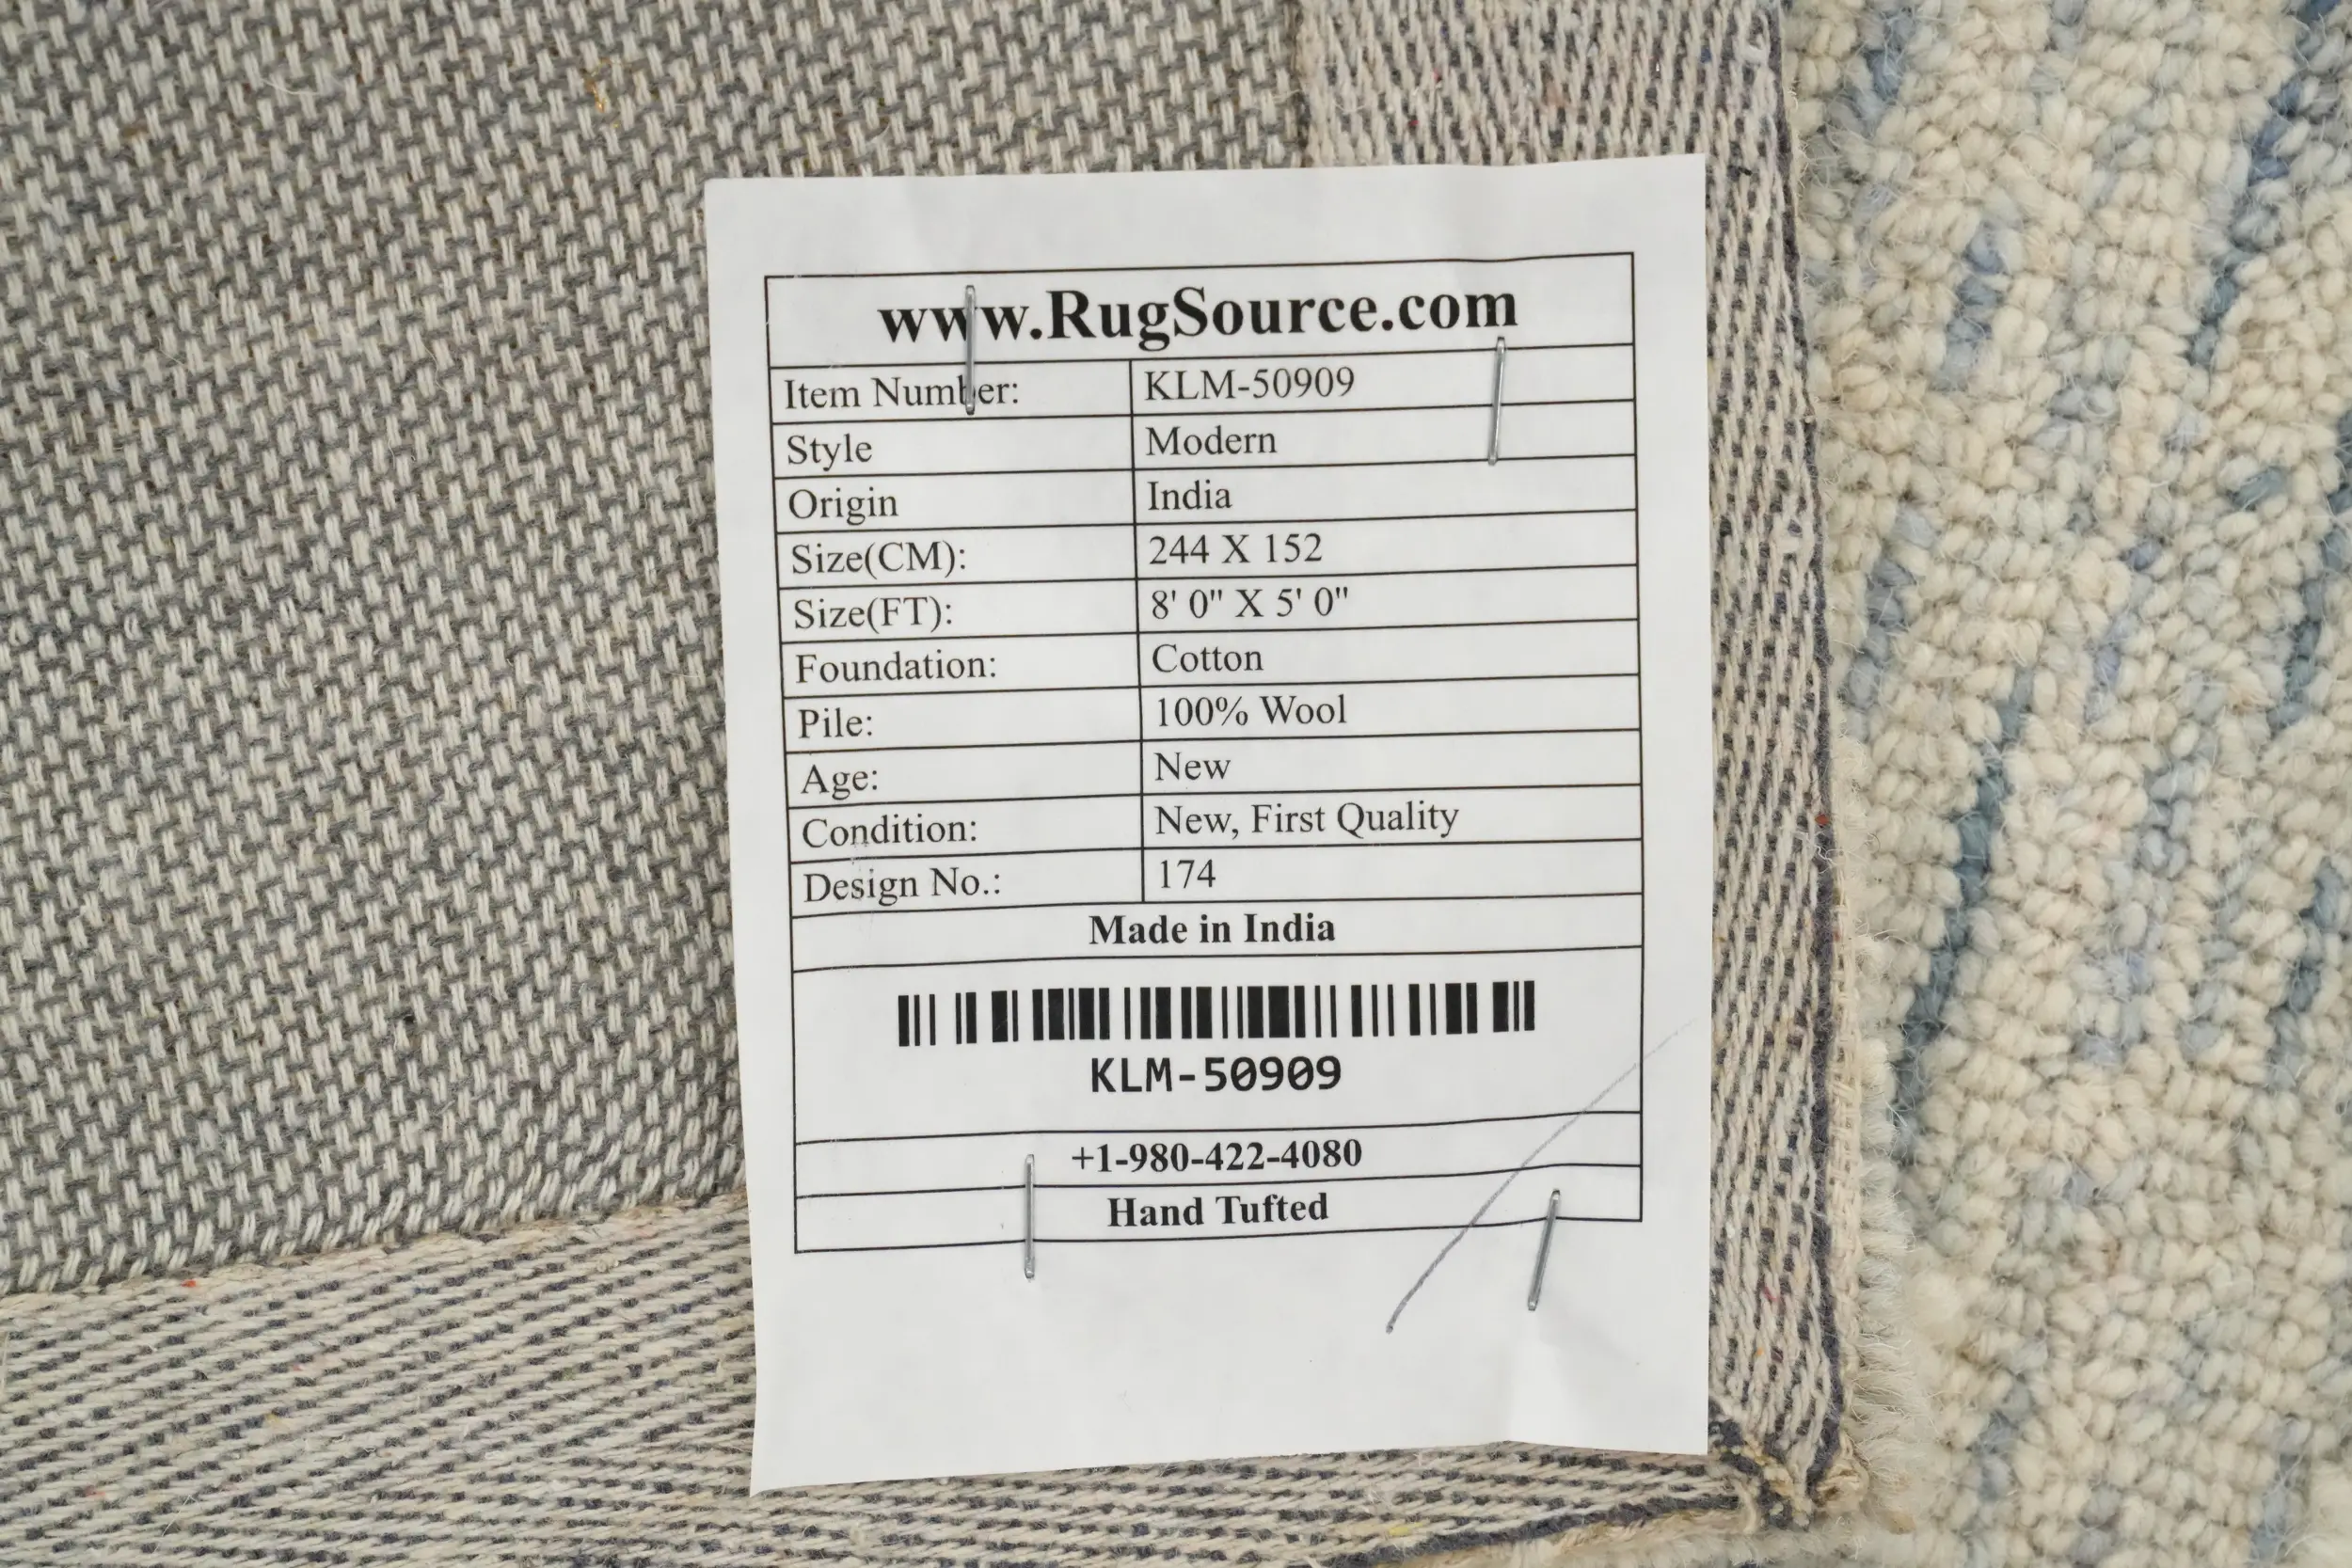 www.RugSource.com
Item Number: KLM-50909
Style Modern
Origin India
Size(CM): 244 X 152
Size(FT): 8' 0" X 5' 0"
Foundation: Cotton
Pile: 100% Wool
Age: New
Condition: New, First Quality
Design No.: 174
Made in India
KLM-50909
+1-980-422-4080
Hand Tufted